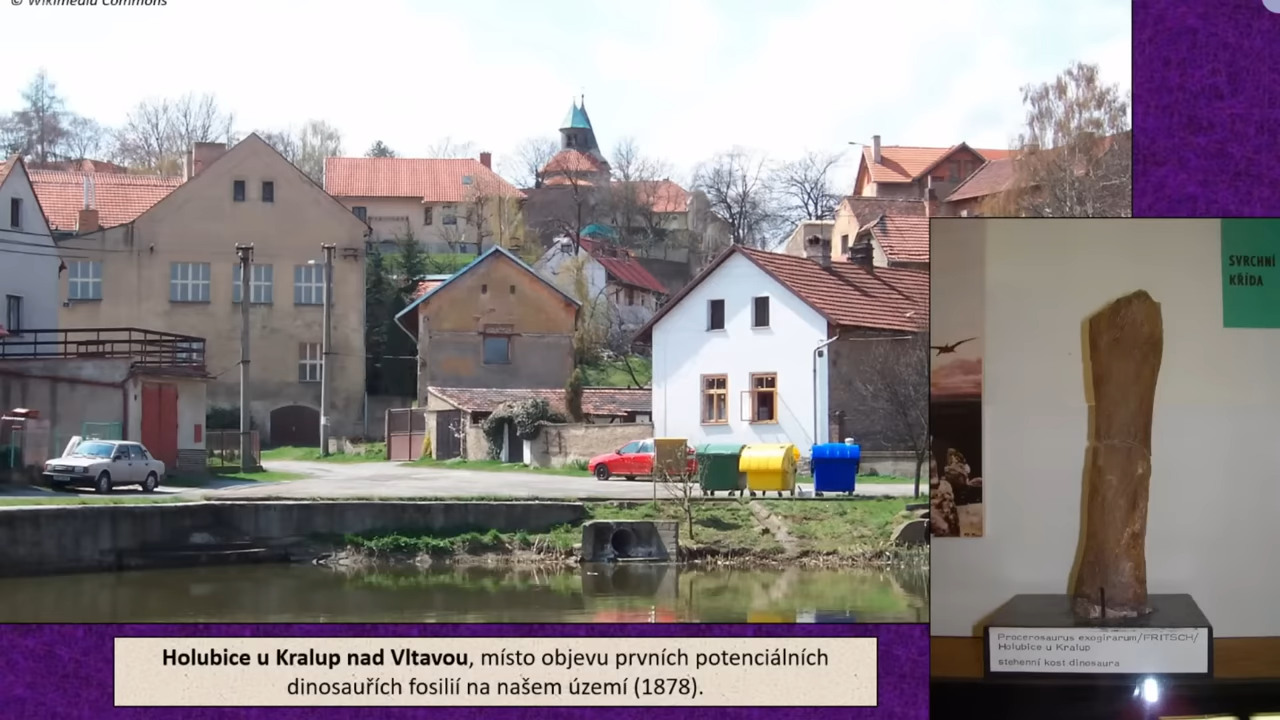 © Wikimedia Commons
SVRCHNÍ
KŘÍDA
Procerosaurus exogirarum/FRITSCH/
Holubice u Kralup
stehenní kost dinosaura
Holubice u Kralup nad Vltavou, místo objevu prvních potenciálních
dinosauřích fosilií na našem území (1878).